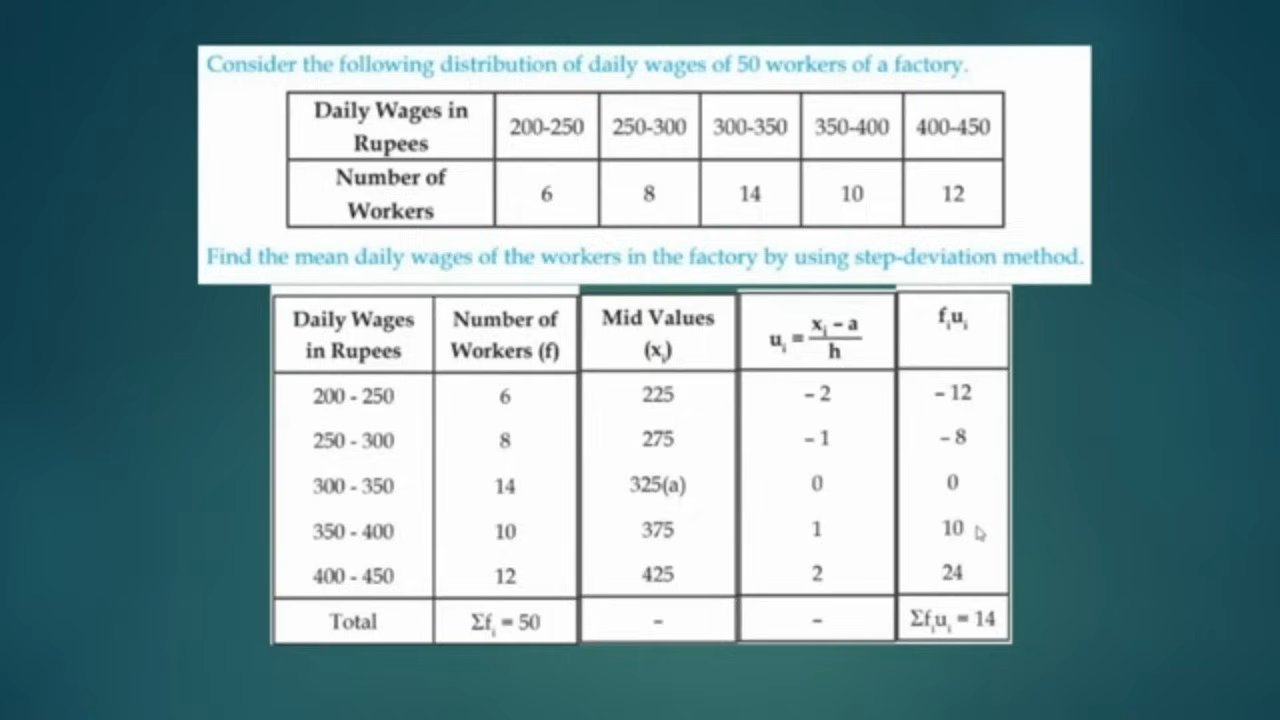 Consider the following distribution of daily wages of 50 workers of a factory.
Daily Wages in Rupees 200-250 250-300 300-350 350-400 400-450
Number of Workers 6 8 14 10 12
Find the mean daily wages of the workers in the factory by using step-deviation method.
Daily Wages in Rupees Number of Workers (f) Mid Values (xᵢ) uᵢ = (xᵢ – a)/h fᵢuᵢ
200 - 250 6 225 – 2 – 12
250 - 300 8 275 – 1 – 8
300 - 350 14 325(a) 0 0
350 - 400 10 375 1 10
400 - 450 12 425 2 24
Total Σfᵢ = 50 – – Σfᵢuᵢ = 14